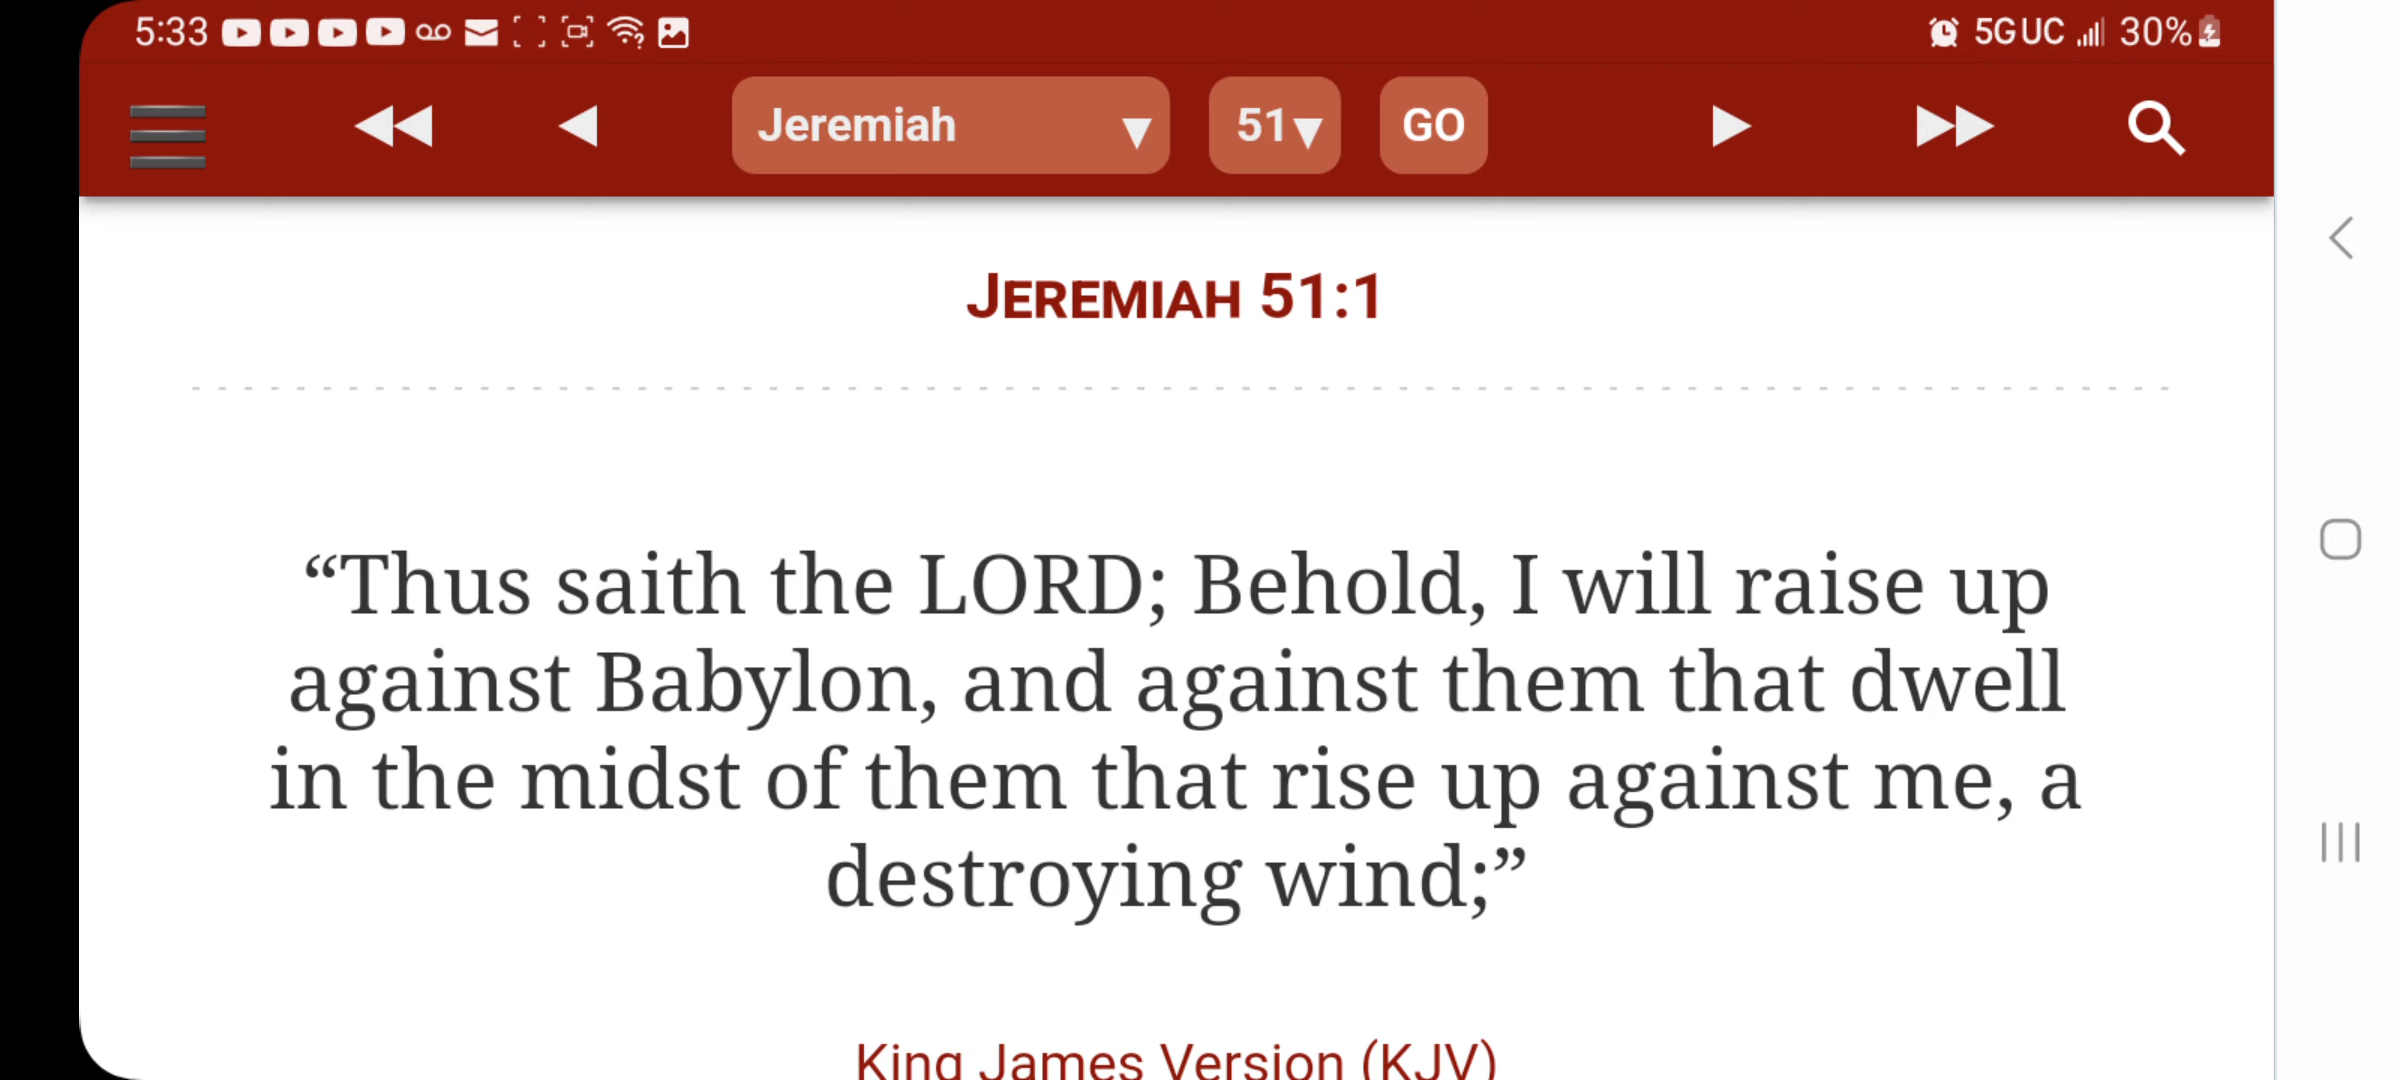 5:33 5G UC 30%
Jeremiah 51 GO
JEREMIAH 51:1
“Thus saith the LORD; Behold, I will raise up
against Babylon, and against them that dwell
in the midst of them that rise up against me, a
destroying wind;”
King James Version (KJV)